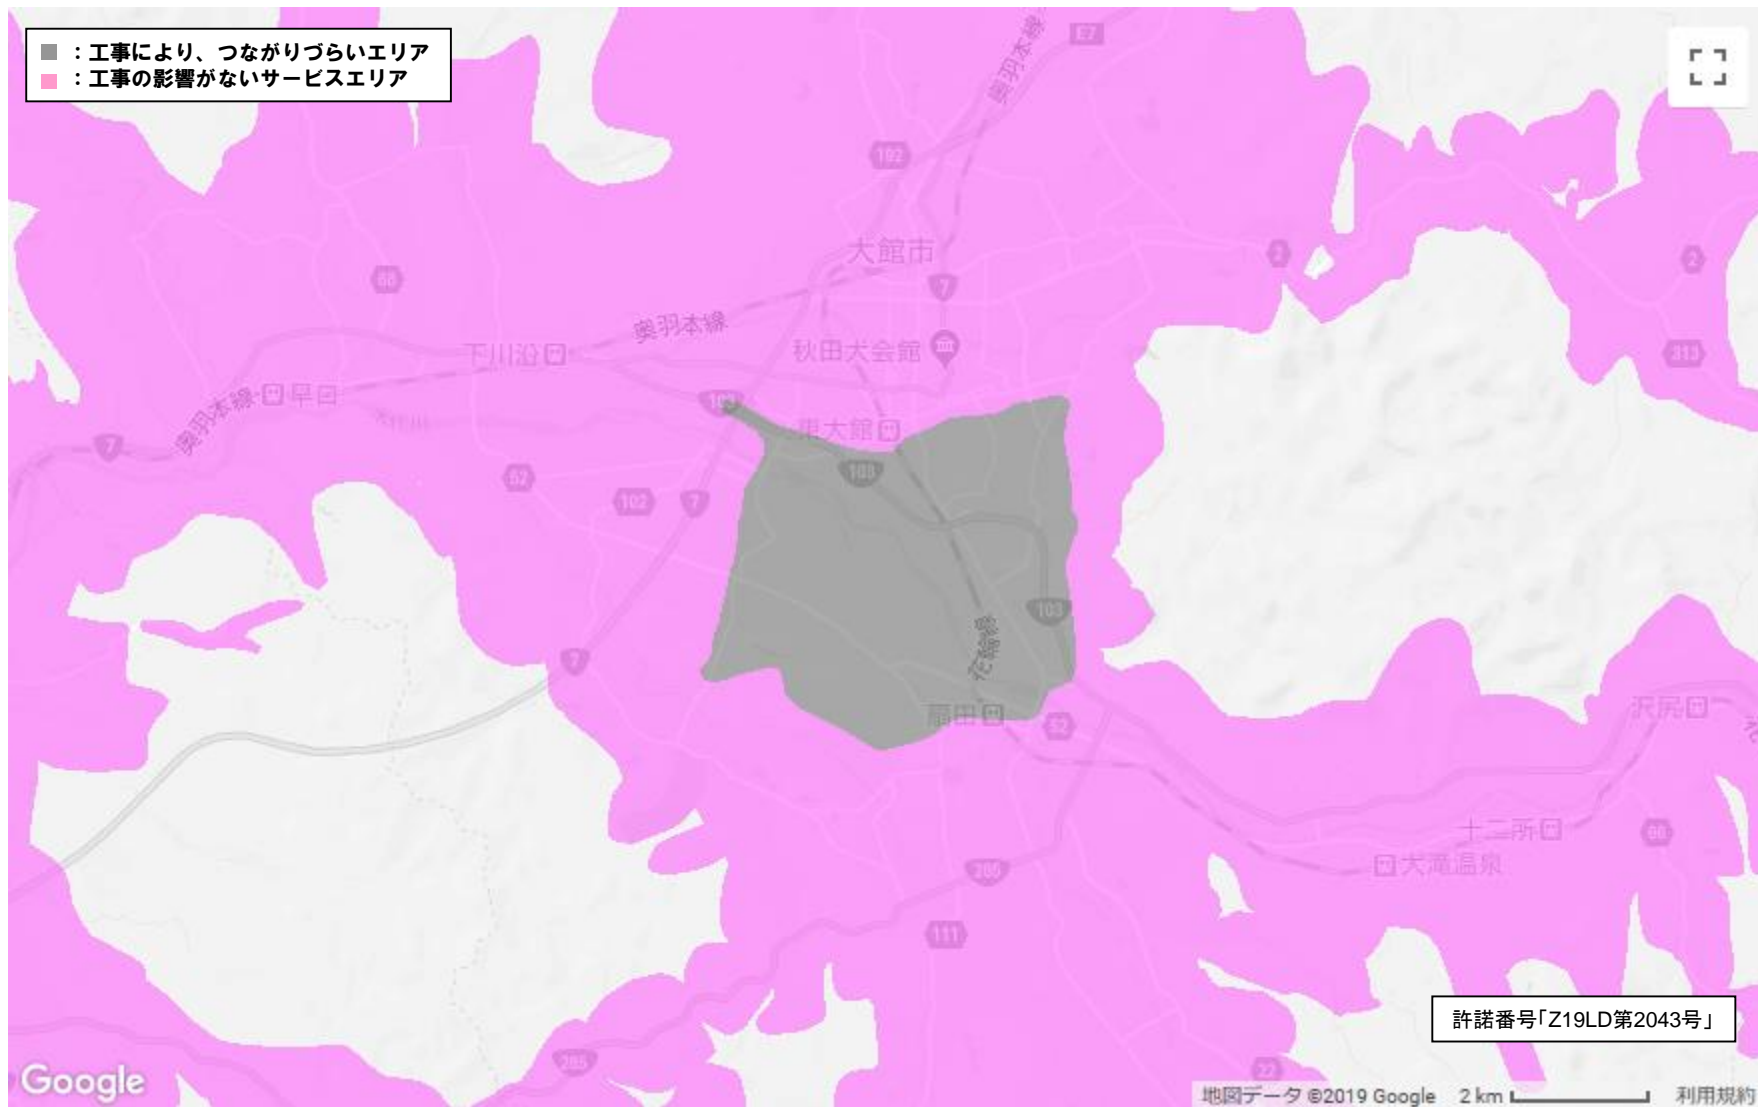 ：工事により、つながりづらいエリア
：工事の影響がないサービスエリア
奥羽本線
E7
192
大館市
2
2
68
7
奥羽本線
下川沿
秋田犬会館
313
早口
奥羽本線
103
7
東大館
103
52
102
7
103
花輪線
7
扇田
52
沢尻
十二所
66
大滝温泉
285
111
許諾番号「Z19LD第2043号」
285
22
Google
地図データ ©2019 Google 2 km 利用規約